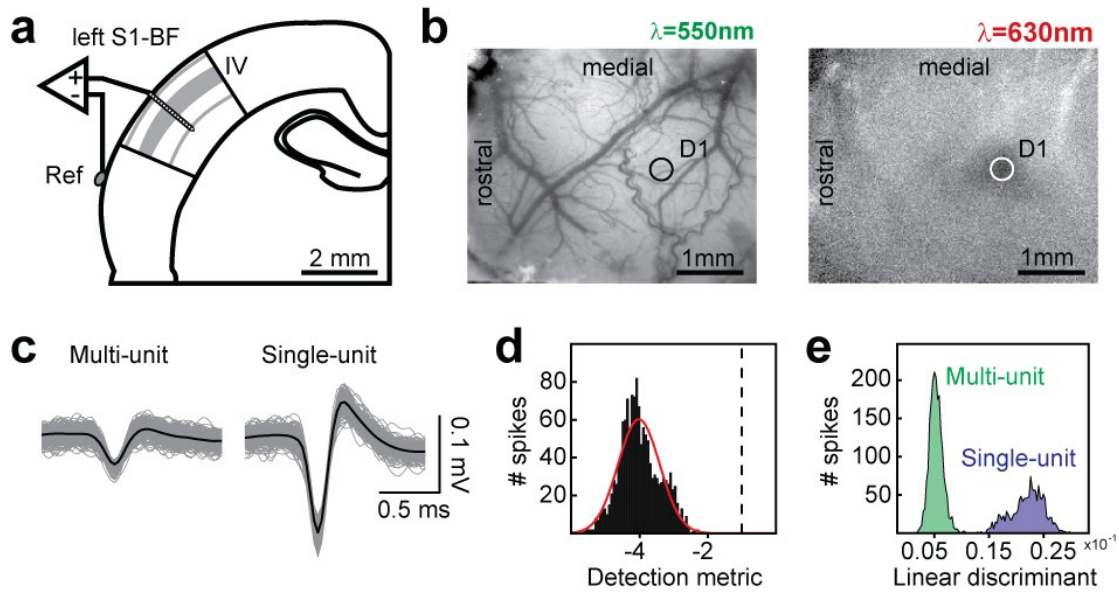 a
left S1-BF
IV
+
-
Ref
2 mm
b
λ=550nm
medial
rostral
D1
1mm
λ=630nm
medial
rostral
D1
1mm
c
Multi-unit
Single-unit
0.1 mV
0.5 ms
d
# spikes
80
60
40
20
-4
-2
Detection metric
e
# spikes
200
150
100
50
Multi-unit
Single-unit
0.05
0.15
0.25
x10⁻¹
Linear discriminant